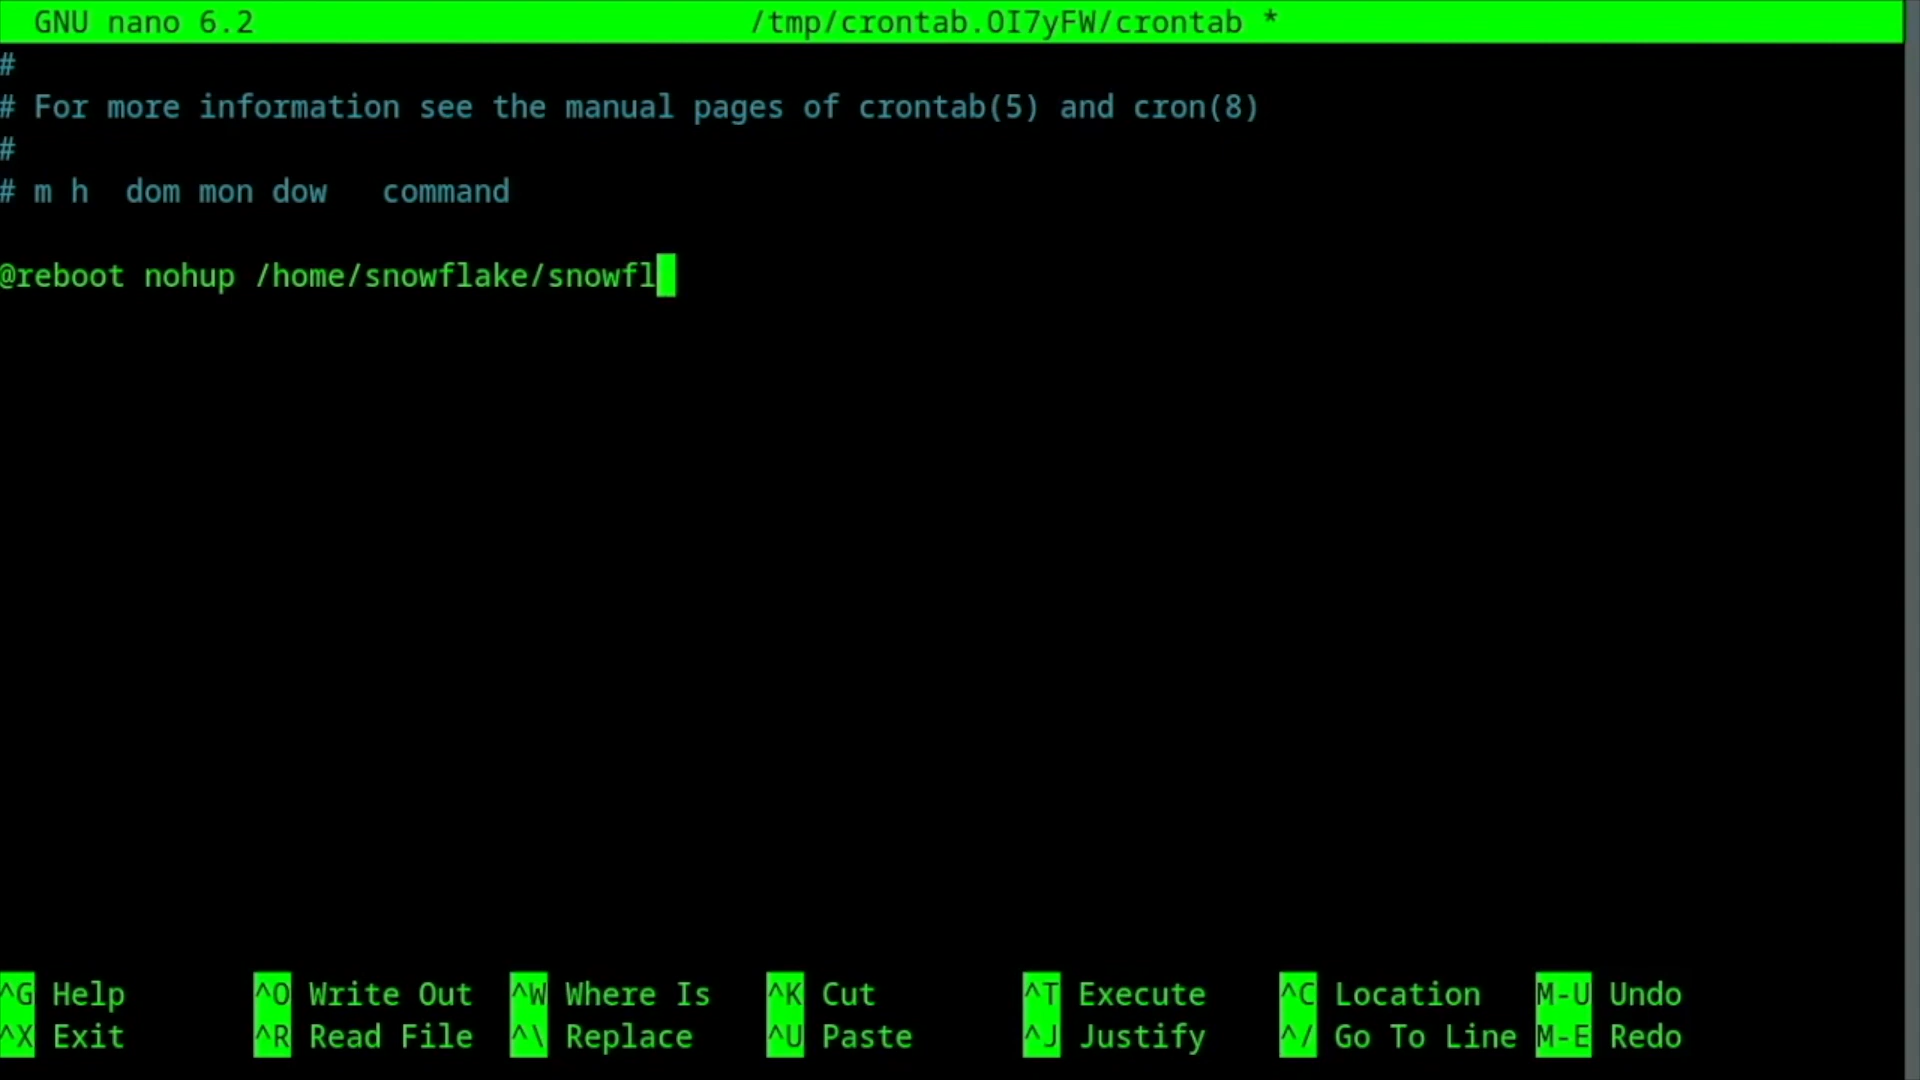 GNU nano 6.2 /tmp/crontab.OI7yFW/crontab *
#
# For more information see the manual pages of crontab(5) and cron(8)
#
# m h  dom mon dow   command
@reboot nohup /home/snowflake/snowfl
^G Help ^O Write Out ^W Where Is ^K Cut ^T Execute ^C Location M-U Undo
^X Exit ^R Read File ^\ Replace ^U Paste ^J Justify ^/ Go To Line M-E Redo